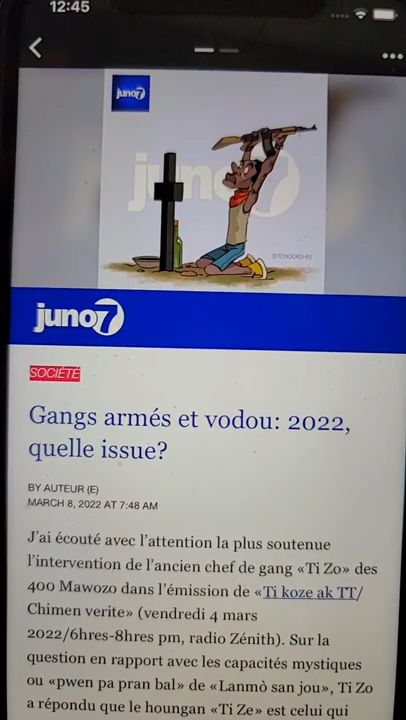 12:45
juno7
juno7
@TCHOOKO-92
juno7
SOCIÉTÉ
Gangs armés et vodou: 2022,
quelle issue?
BY AUTEUR (E)
MARCH 8, 2022 AT 7:48 AM
J'ai écouté avec l'attention la plus soutenue
l'intervention de l'ancien chef de gang «Ti Zo» des
400 Mawozo dans l'émission de «Ti koze ak TT/
Chimen verite» (vendredi 4 mars
2022/6hres-8hres pm, radio Zénith). Sur la
question en rapport avec les capacités mystiques
ou «pwen pa pran bal» de «Lanmò san jou», Ti Zo
a répondu que le houngan «Ti Ze» est celui qui